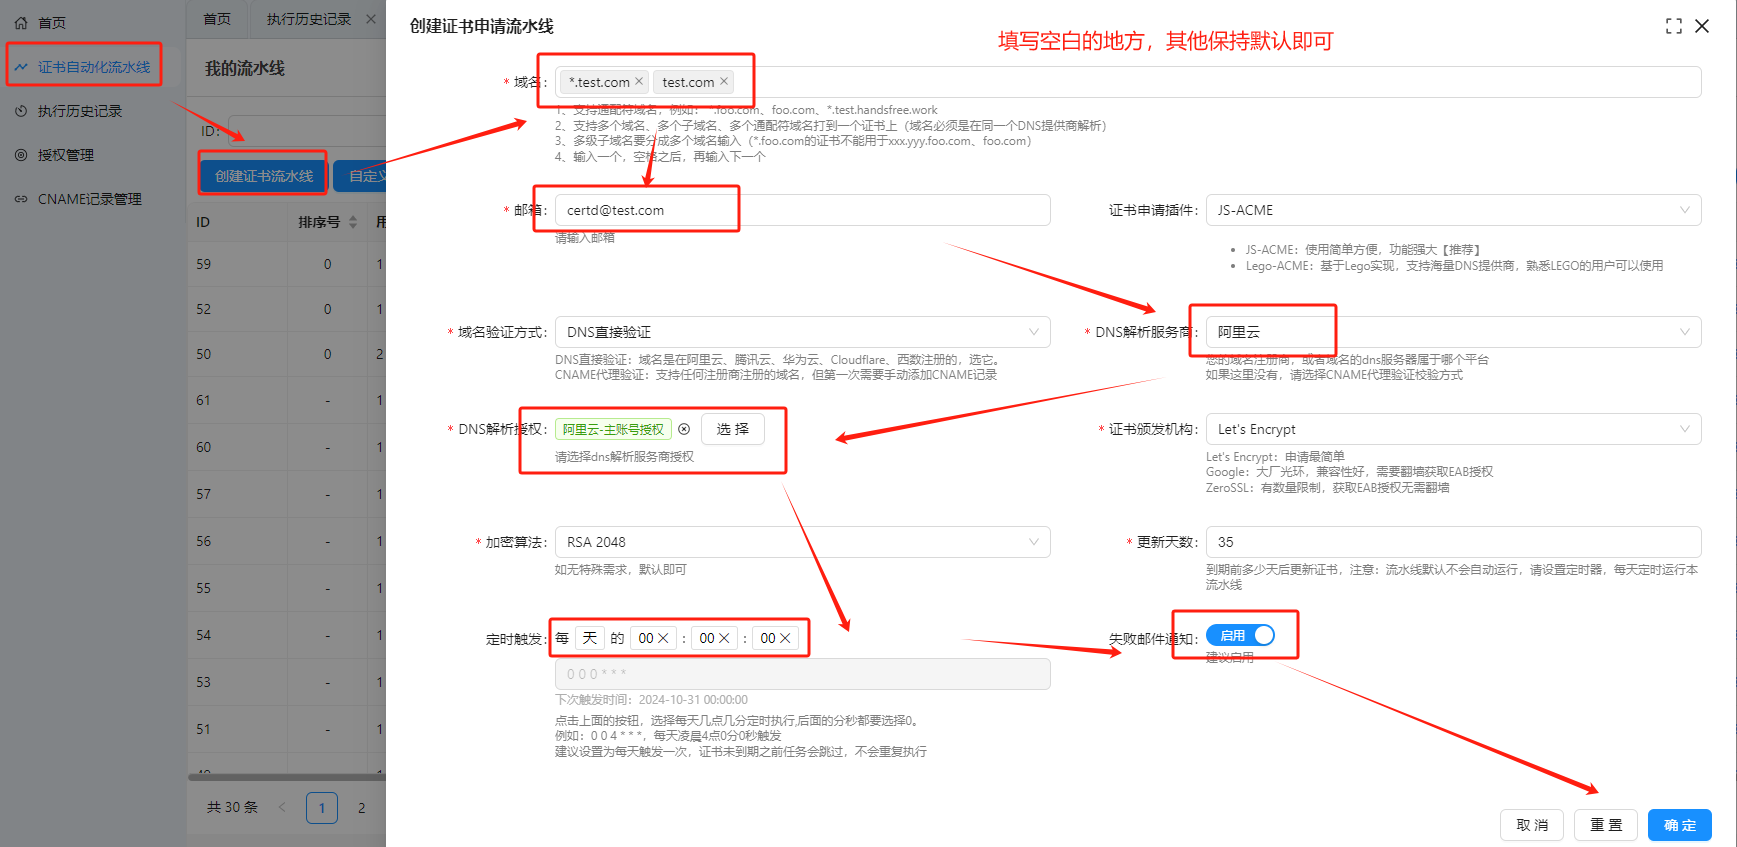 首页
证书自动化流水线
执行历史记录
授权管理
CNAME记录管理
首页
执行历史记录
我的流水线
ID:
创建证书流水线
自定义
ID
排序号
用
59 0 1
52 0 1
50 0 2
61 - 1
60 - 1
57 - 1
56 - 1
55 - 1
54 - 1
53 - 1
51 - 1
共 30 条
1
2
创建证书申请流水线
填写空白的地方，其他保持默认即可
* 域名:
*.test.com
test.com
1、支持通配符域名，例如： *.foo.com、foo.com、*.test.handsfree.work
2、支持多个域名、多个子域名、多个通配符域名打到一个证书上（域名必须是在同一个DNS提供商解析）
3、多级子域名要分成多个域名输入（*.foo.com的证书不能用于xxx.yyy.foo.com、foo.com）
4、输入一个，空格之后，再输入下一个
* 邮箱:
certd@test.com
请输入邮箱
证书申请插件:
JS-ACME
JS-ACME：使用简单方便，功能强大【推荐】
Lego-ACME：基于Lego实现，支持海量DNS提供商，熟悉LEGO的用户可以使用
* 域名验证方式:
DNS直接验证
DNS直接验证：域名是在阿里云、腾讯云、华为云、Cloudflare、西数注册的，选它。
CNAME代理验证：支持任何注册商注册的域名，但第一次需要手动添加CNAME记录
* DNS解析服务商:
阿里云
您的域名注册商，或者域名的dns服务器属于哪个平台
如果这里没有，请选择CNAME代理验证校验方式
* DNS解析授权:
阿里云-主账号授权
选 择
请选择dns解析服务商授权
* 证书颁发机构:
Let's Encrypt
Let's Encrypt：申请最简单
Google：大厂光环，兼容性好，需要翻墙获取EAB授权
ZeroSSL：有数量限制，获取EAB授权无需翻墙
* 加密算法:
RSA 2048
如无特殊需求，默认即可
* 更新天数:
35
到期前多少天后更新证书，注意：流水线默认不会自动运行，请设置定时器，每天定时运行本
流水线
定时触发:
每 天 的 00 : 00 : 00
0 0 0 * * *
下次触发时间：2024-10-31 00:00:00
点击上面的按钮，选择每天几点几分定时执行,后面的分秒都要选择0。
例如：0 0 4 * * *，每天凌晨4点0分0秒触发
建议设置为每天触发一次，证书未到期之前任务会跳过，不会重复执行
失败邮件通知:
启用
建议启用
取 消
重 置
确 定